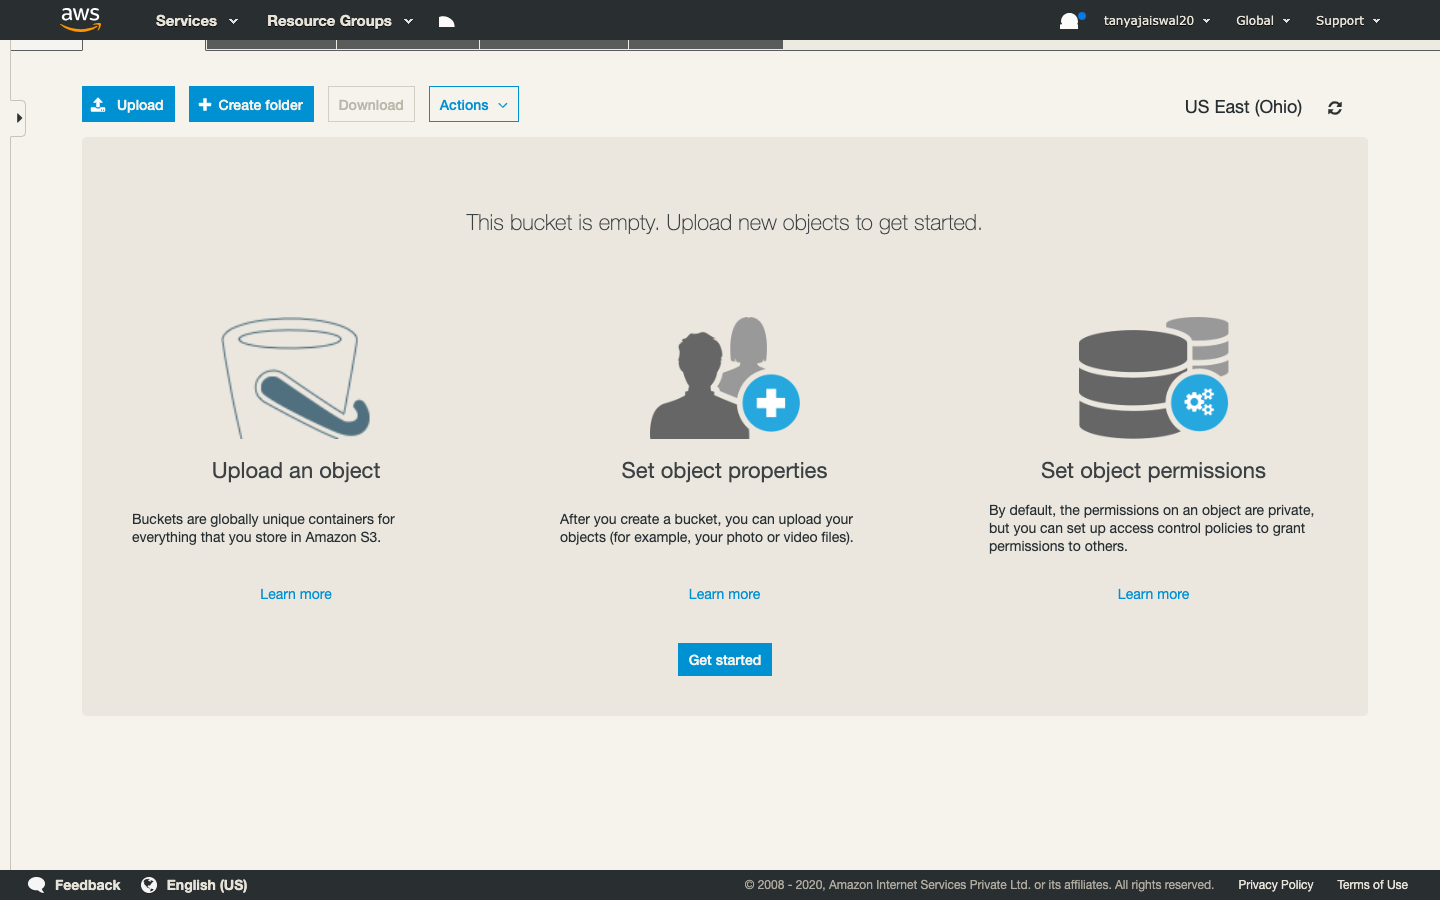 aws Services Resource Groups tanyajaiswal20 Global Support
Upload Create folder Download Actions US East (Ohio)
This bucket is empty. Upload new objects to get started.
Upload an object
Buckets are globally unique containers for
everything that you store in Amazon S3.
Learn more
Set object properties
After you create a bucket, you can upload your
objects (for example, your photo or video files).
Learn more
Set object permissions
By default, the permissions on an object are private,
but you can set up access control policies to grant
permissions to others.
Learn more
Get started
Feedback English (US) © 2008 - 2020, Amazon Internet Services Private Ltd. or its affiliates. All rights reserved. Privacy Policy Terms of Use